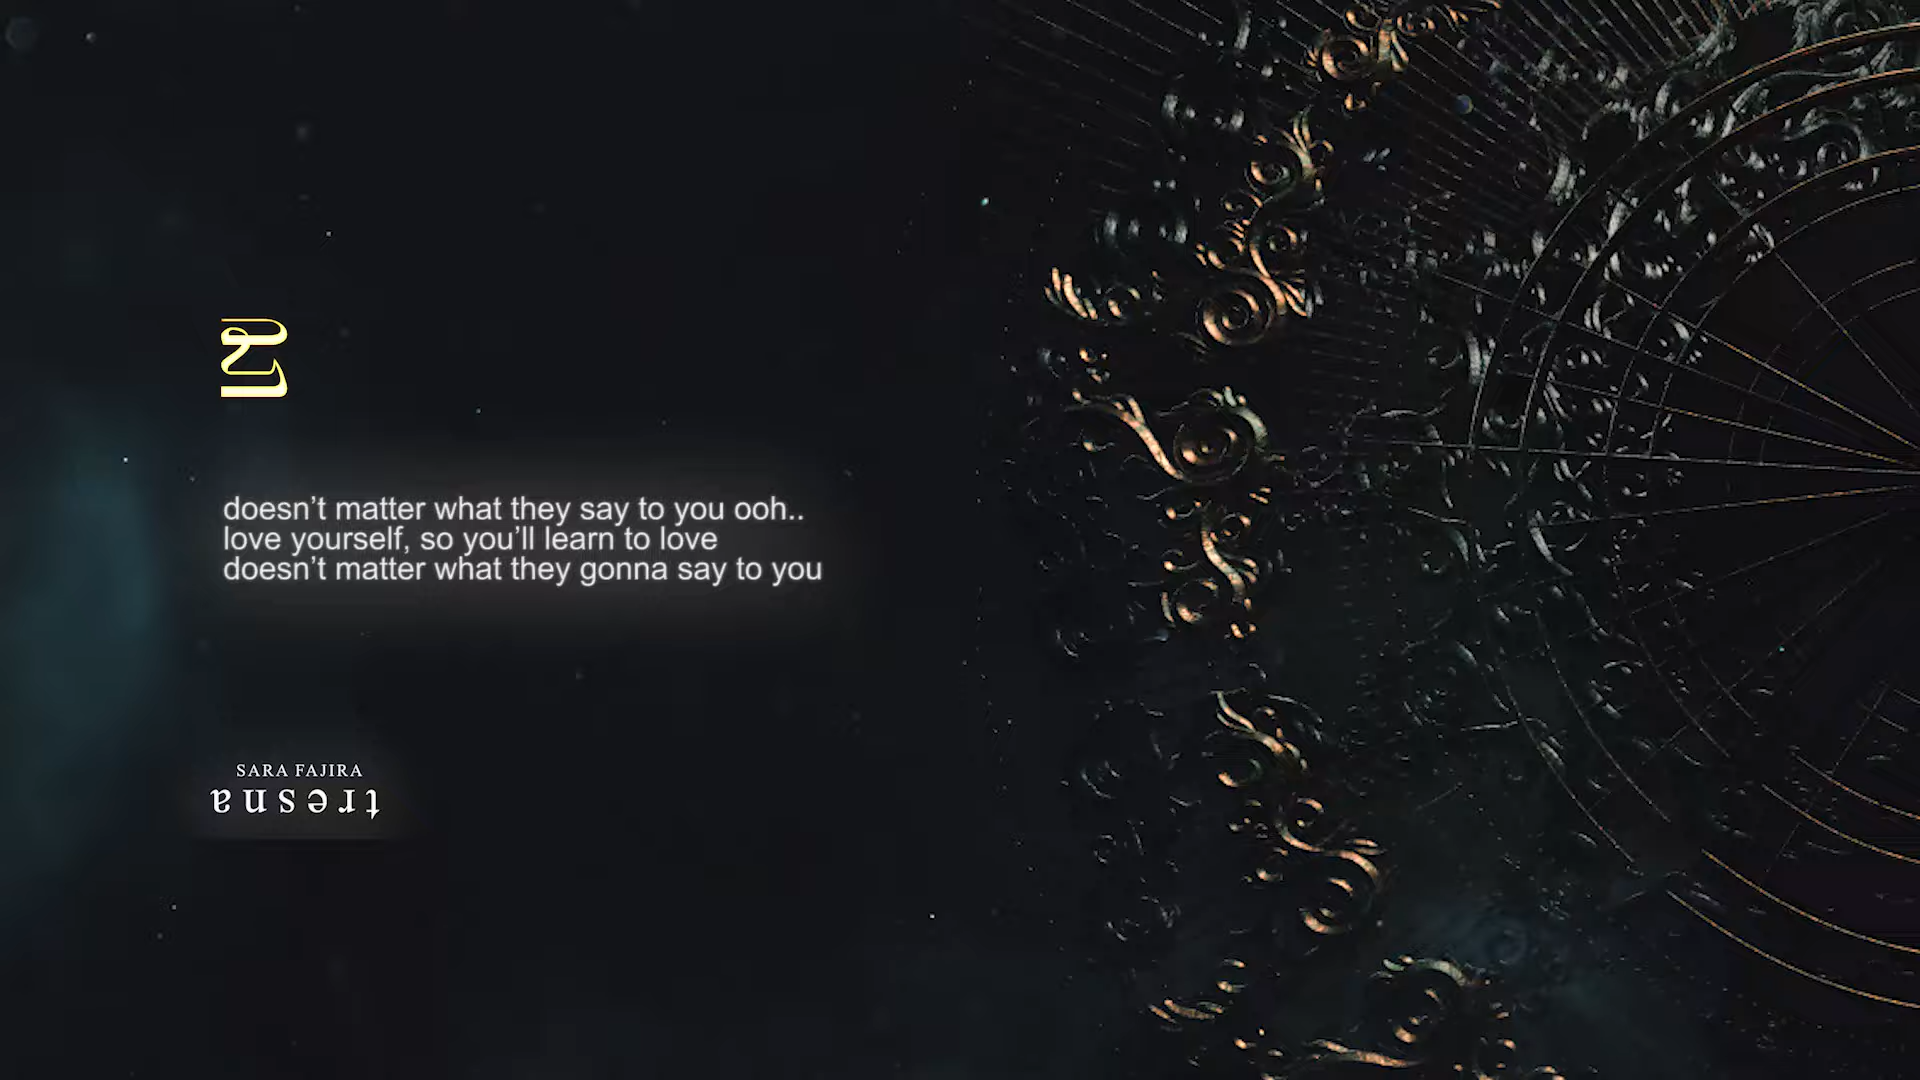 doesn’t matter what they say to you ooh..
love yourself, so you’ll learn to love
doesn’t matter what they gonna say to you
SARA FAJIRA
tresna